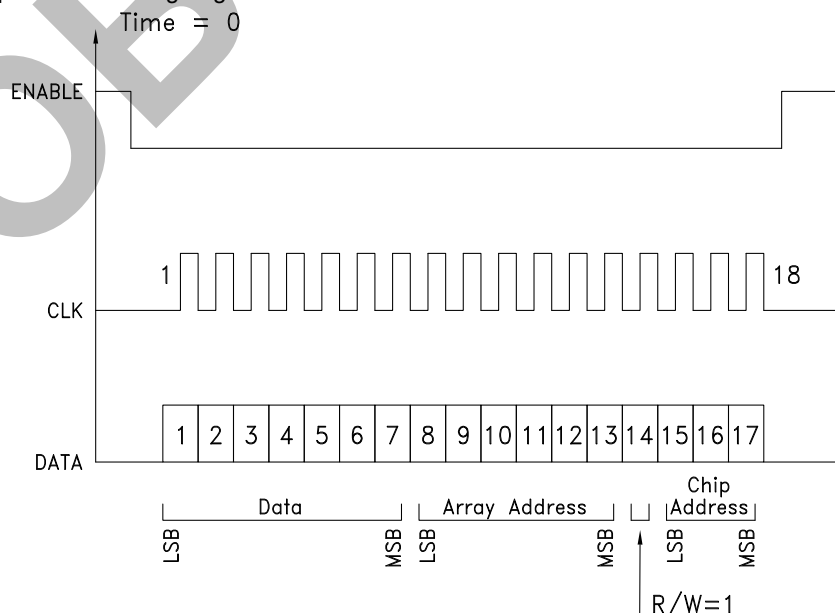 Time = 0
ENABLE
1
18
CLK
1 2 3 4 5 6 7 8 9 10 11 12 13 14 15 16 17
DATA
Data
Array Address
Chip
Address
LSB
MSB
LSB
MSB
LSB
MSB
R/W=1